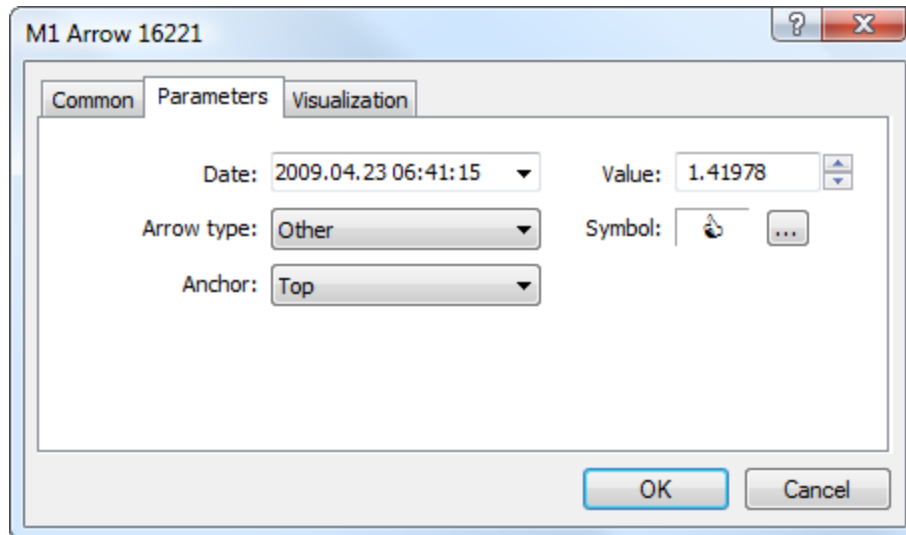 M1 Arrow 16221
?
Common Parameters Visualization
Date: 2009.04.23 06:41:15 Value: 1.41978
Arrow type: Other Symbol: ...
Anchor: Top
OK Cancel